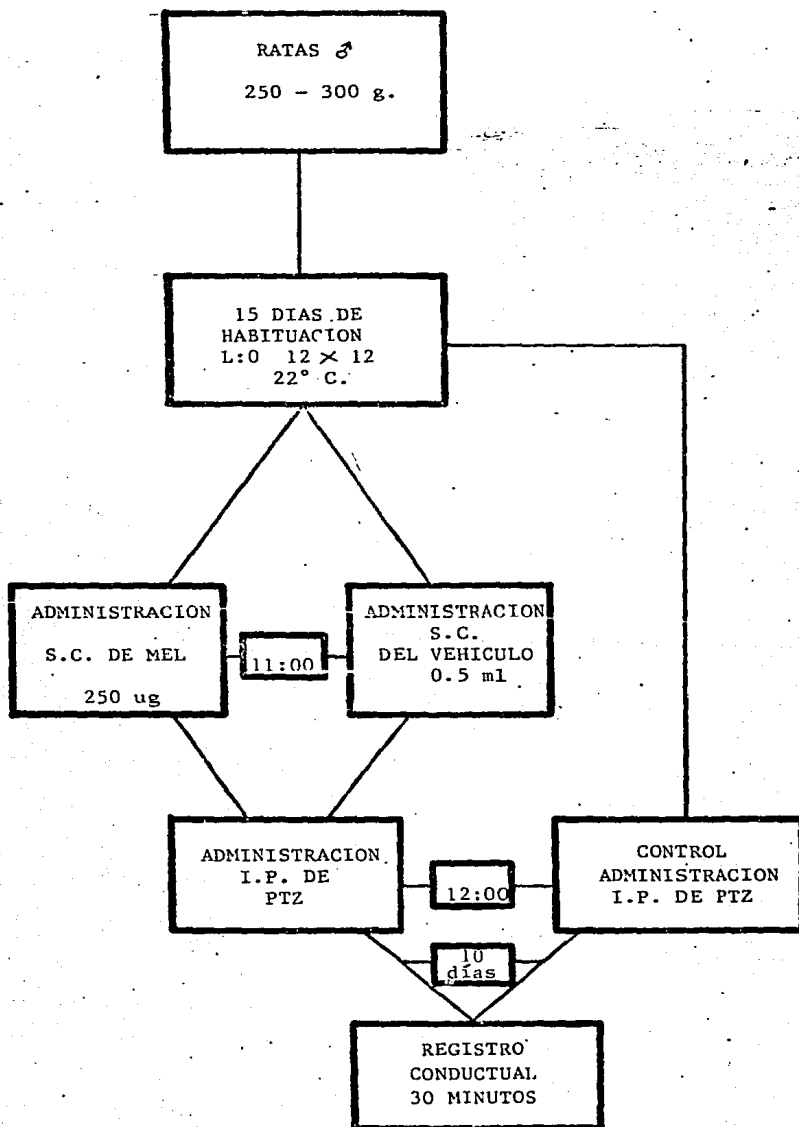 RATAS ♂
250 - 300 g.
15 DIAS DE
HABITUACION
L:O 12 × 12
22° C.
ADMINISTRACION
S.C. DE MEL
250 ug
11:00
ADMINISTRACION
S.C.
DEL VEHICULO
0.5 ml
ADMINISTRACION
I.P. DE
PTZ
12:00
CONTROL
ADMINISTRACION
I.P. DE PTZ
10
días
REGISTRO
CONDUCTUAL
30 MINUTOS